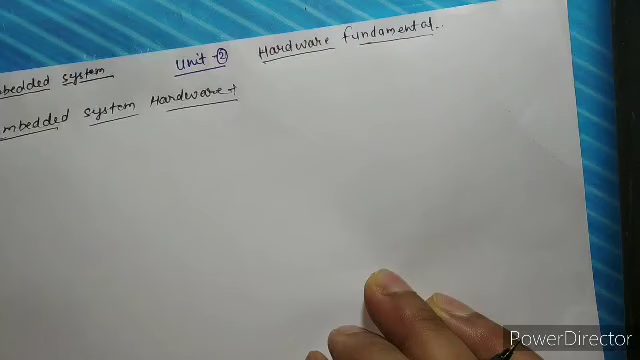 mbedded system Unit - 2 Hardware fundamental..
mbedded system Hardware →
PowerDirector